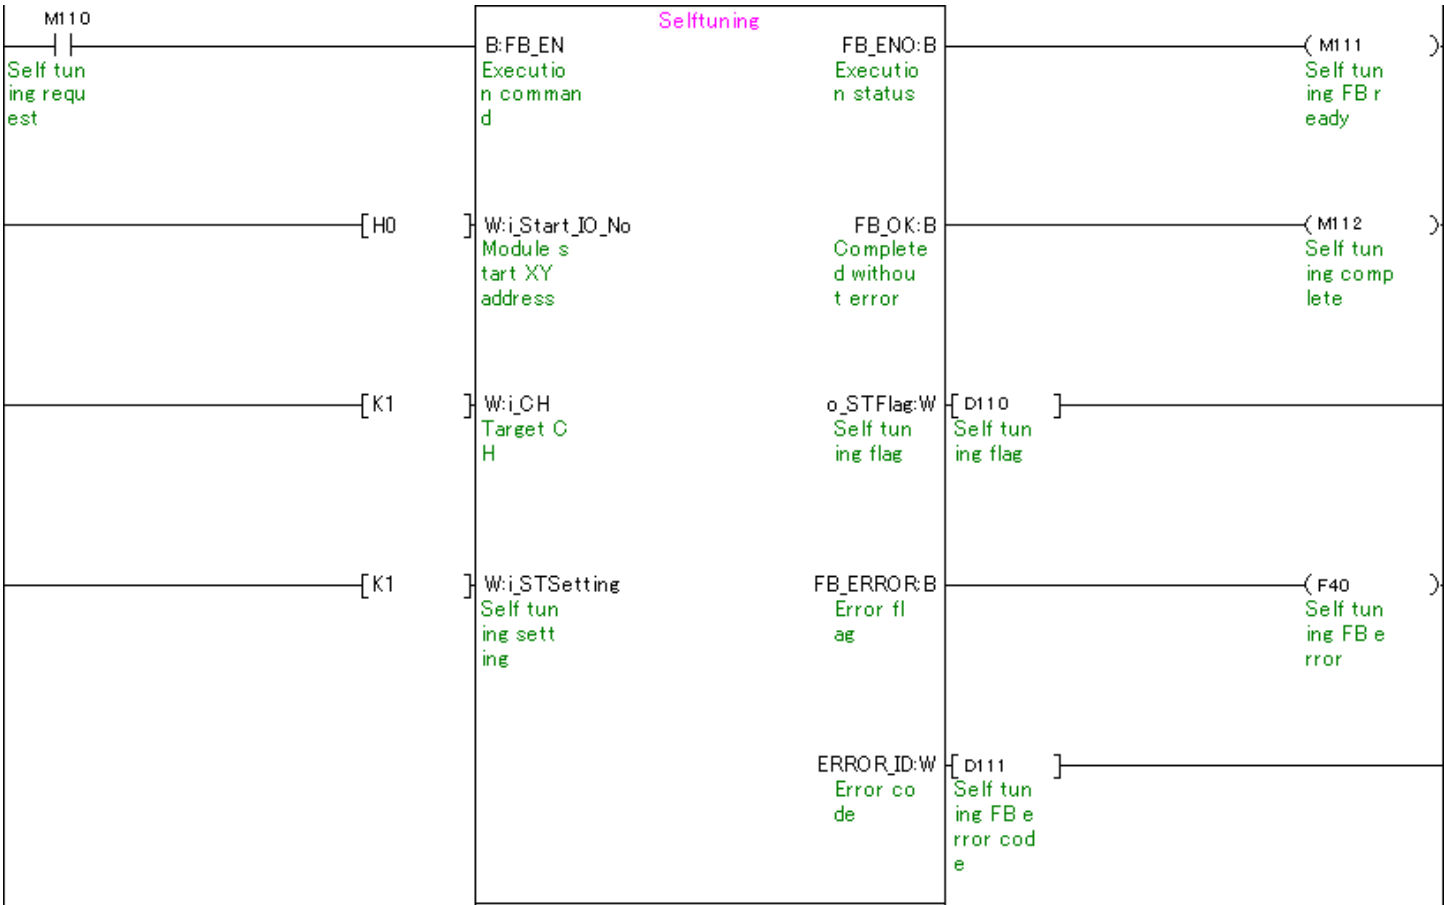 Selftuning
M110
B:FB_EN
FB_ENO:B
M111
Self tun
ing requ
est
Executio
n comman
d
Executio
n status
Self tun
ing FB r
eady
H0
W:i_Start_IO_No
FB_OK:B
M112
Module s
tart XY
address
Complete
d withou
t error
Self tun
ing comp
lete
K1
W:i_CH
o_STFlag:W
D110
Target C
H
Self tun
ing flag
Self tun
ing flag
K1
W:i_STSetting
FB_ERROR:B
F40
Self tun
ing sett
ing
Error fl
ag
Self tun
ing FB e
rror
ERROR_ID:W
D111
Error co
de
Self tun
ing FB e
rror cod
e